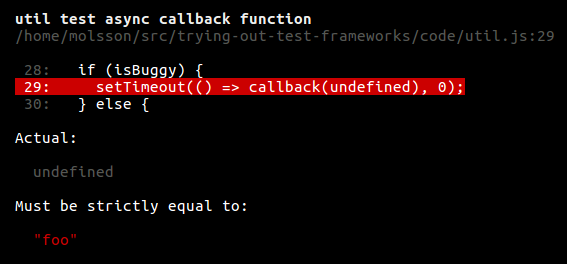 util test async callback function
/home/molsson/src/trying-out-test-frameworks/code/util.js:29
28:   if (isBuggy) {
29:     setTimeout(() => callback(undefined), 0);
30:   } else {
Actual:
undefined
Must be strictly equal to:
"foo"